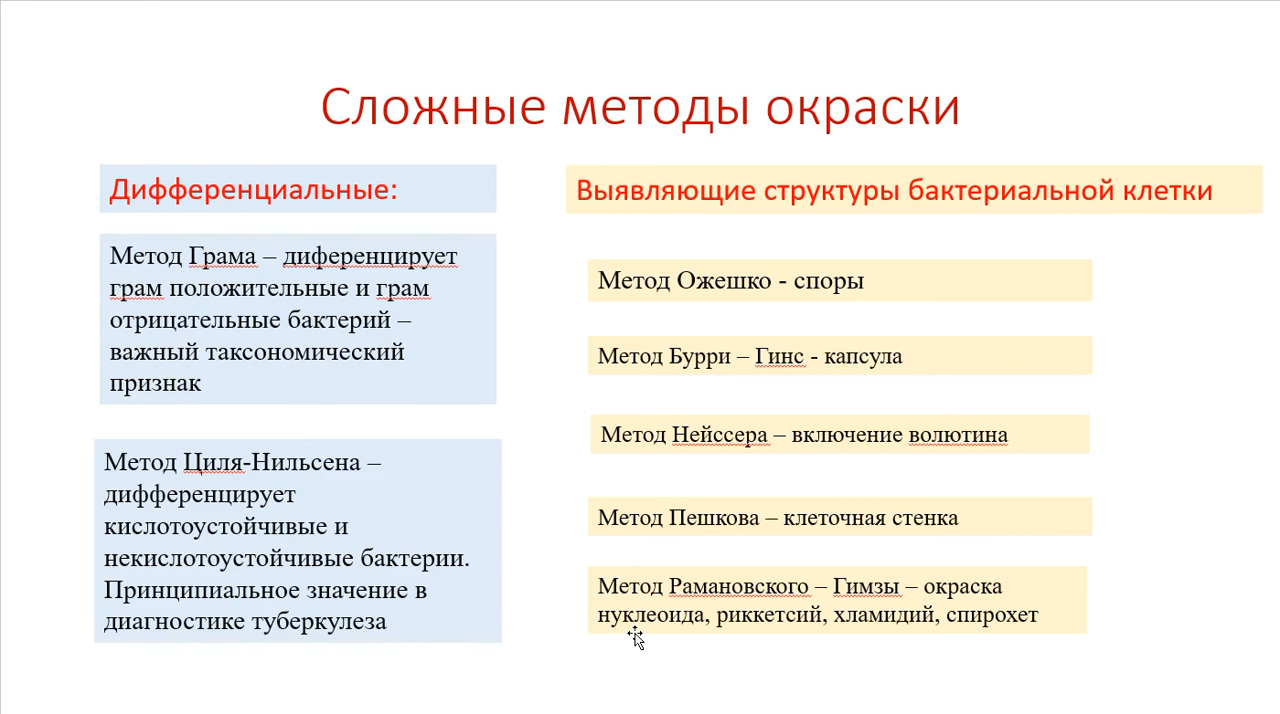 Сложные методы окраски
Дифференциальные:
Метод Грама – диференцирует
грам положительные и грам
отрицательные бактерий –
важный таксономический
признак
Метод Циля-Нильсена –
дифференцирует
кислотоустойчивые и
некислотоустойчивые бактерии.
Принципиальное значение в
диагностике туберкулеза
Выявляющие структуры бактериальной клетки
Метод Ожешко - споры
Метод Бурри – Гинс - капсула
Метод Нейссера – включение волютина
Метод Пешкова – клеточная стенка
Метод Рамановского – Гимзы – окраска
нуклеоида, риккетсий, хламидий, спирохет